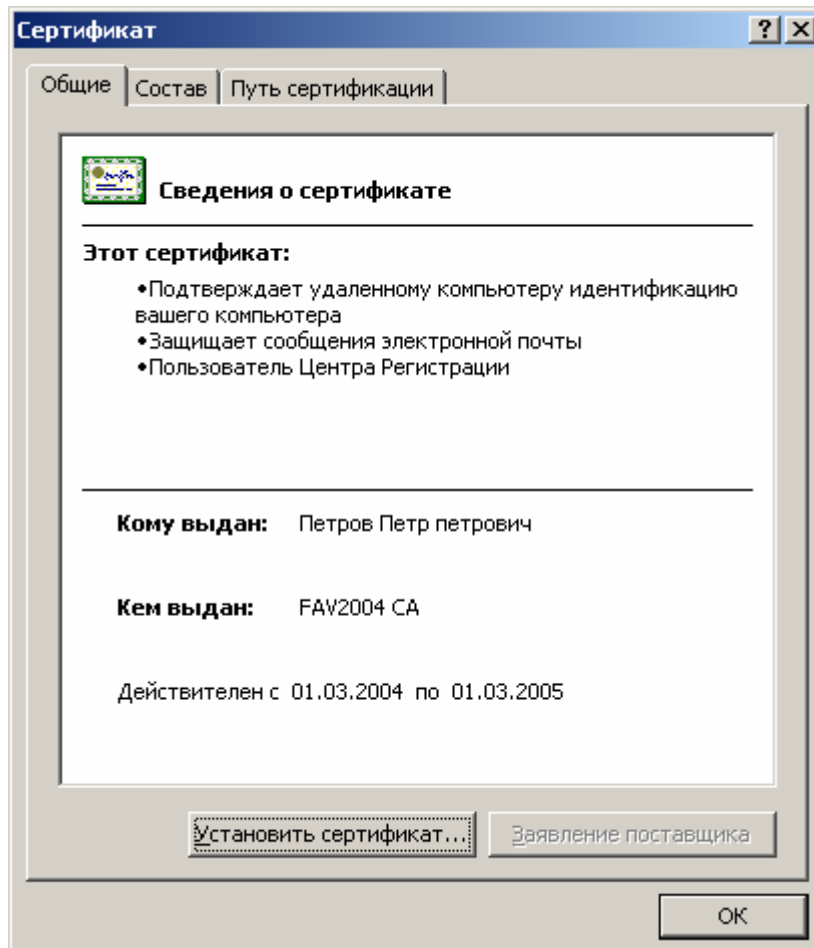 Сертификат
Общие Состав Путь сертификации
Сведения о сертификате
Этот сертификат:
•Подтверждает удаленному компьютеру идентификацию
вашего компьютера
•Защищает сообщения электронной почты
•Пользователь Центра Регистрации
Кому выдан: Петров Петр петрович
Кем выдан: FAV2004 CA
Действителен с 01.03.2004 по 01.03.2005
Установить сертификат... Заявление поставщика
ОК